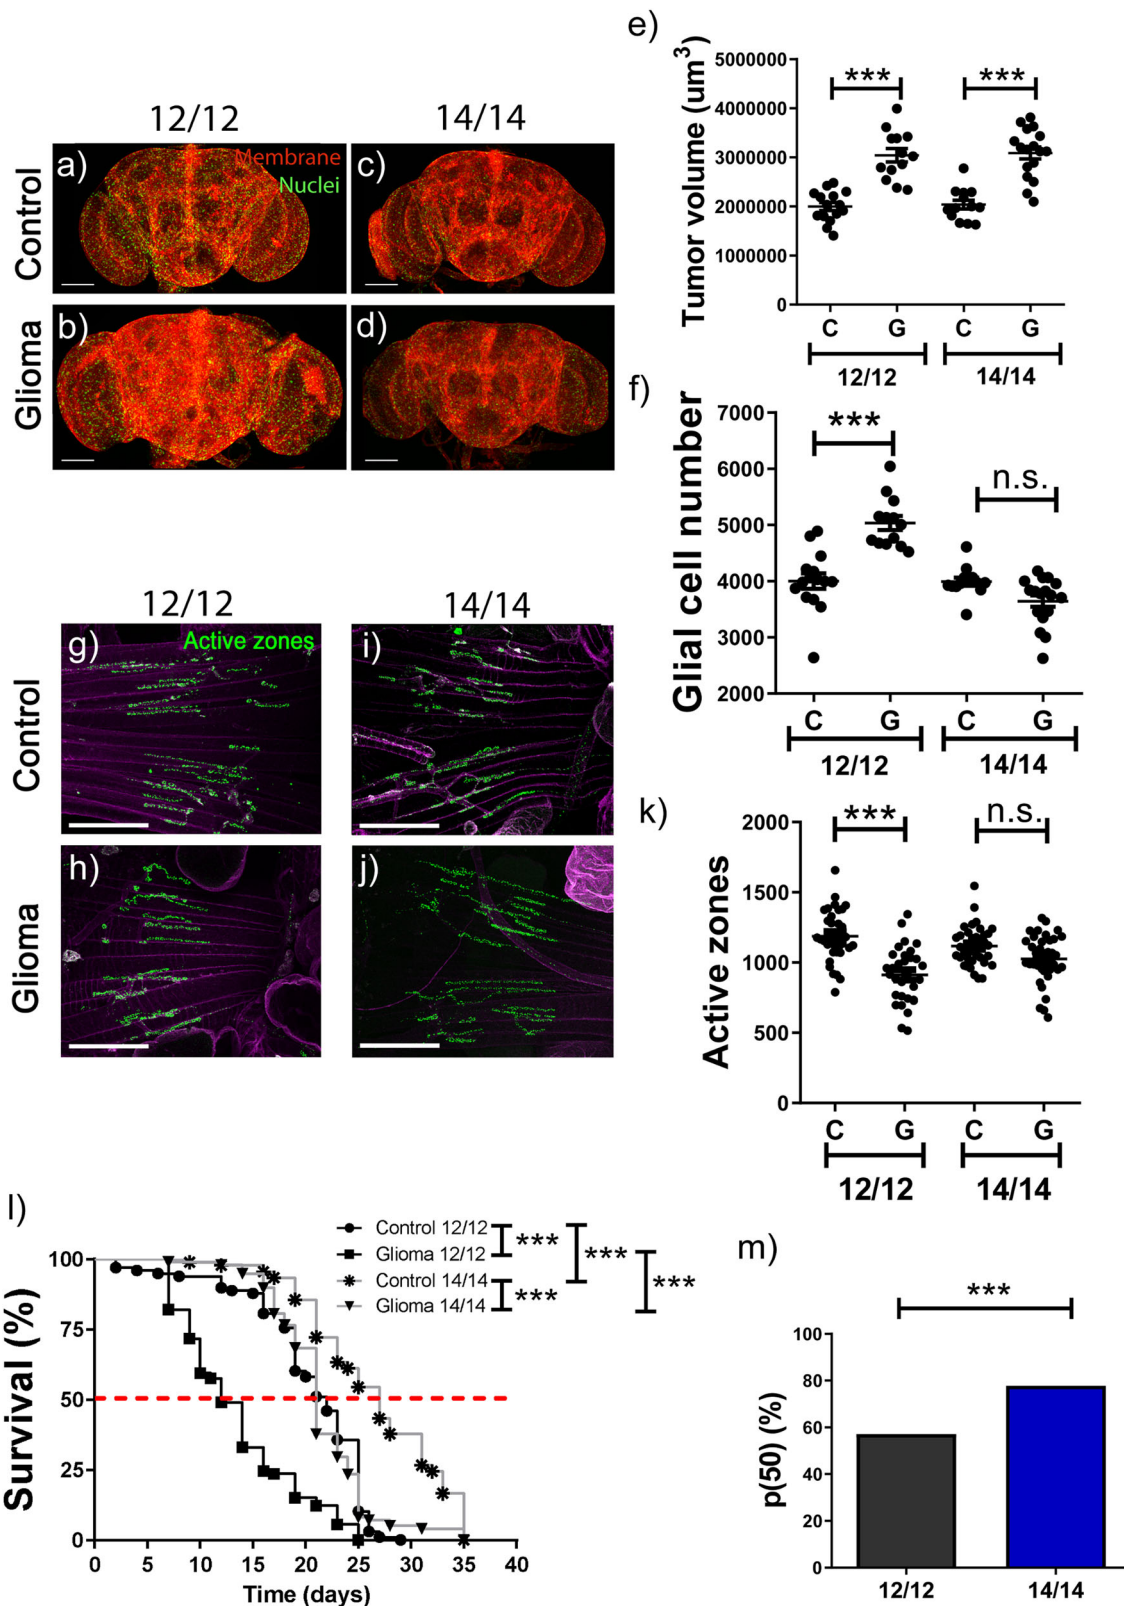 12/12
14/14
Control
Glioma
a)
Membrane
Nuclei
c)
b)
d)
e)
Tumor volume (um3)
5000000
4000000
3000000
2000000
1000000
0
***
***
C
G
C
G
12/12
14/14
f)
Glial cell number
7000
6000
5000
4000
3000
2000
***
n.s.
C
G
C
G
12/12
14/14
12/12
14/14
Control
Glioma
g)
Active zones
i)
h)
j)
k)
Active zones
2000
1500
1000
500
0
***
n.s.
C
G
C
G
12/12
14/14
l)
Survival (%)
100
75
50
25
0
Control 12/12
Glioma 12/12
Control 14/14
Glioma 14/14
***
***
***
***
0 5 10 15 20 25 30 35 40
Time (days)
m)
***
p(50) (%)
100
80
60
40
20
0
12/12
14/14